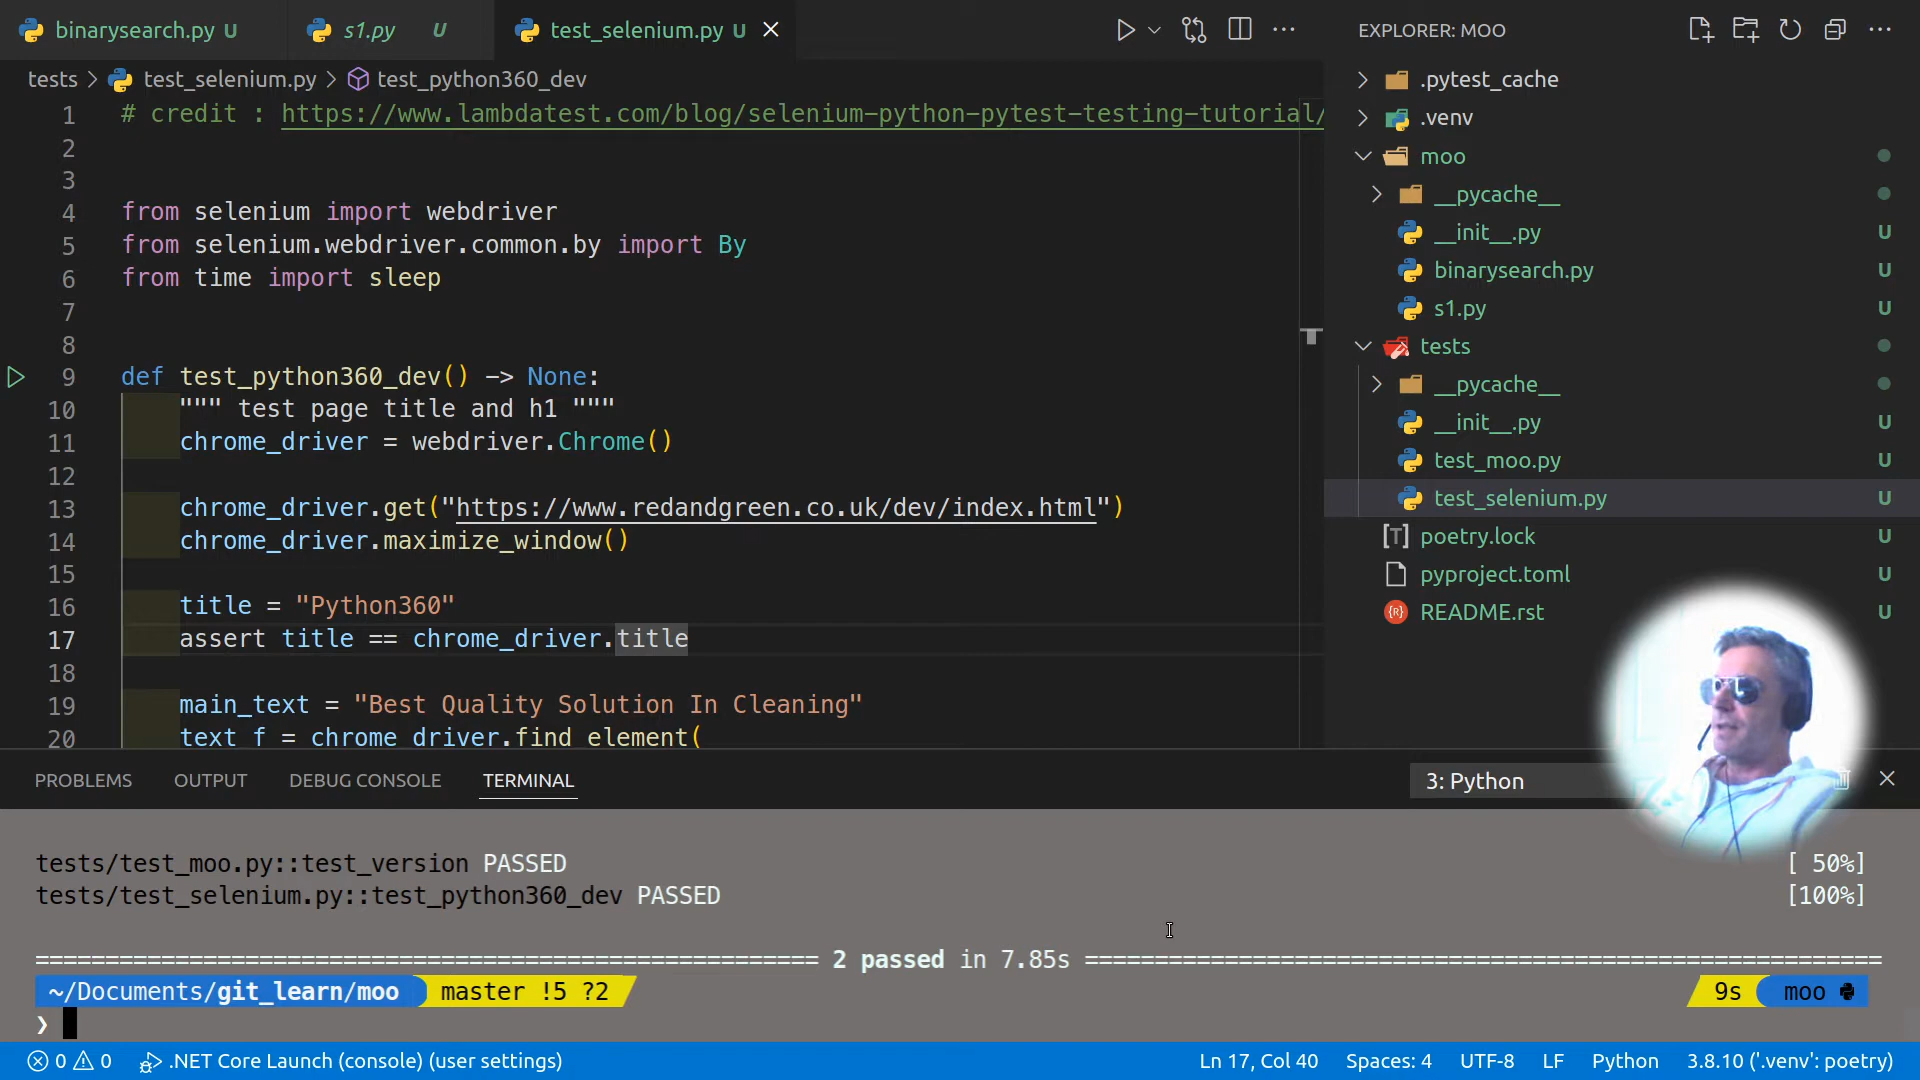 binarysearch.py U
s1.py U
test_selenium.py U
EXPLORER: MOO
tests > test_selenium.py > test_python360_dev
1 # credit : https://www.lambdatest.com/blog/selenium-python-pytest-testing-tutorial/
2
3
4 from selenium import webdriver
5 from selenium.webdriver.common.by import By
6 from time import sleep
7
8
9 def test_python360_dev() -> None:
10 """ test page title and h1 """
11 chrome_driver = webdriver.Chrome()
12
13 chrome_driver.get("https://www.redandgreen.co.uk/dev/index.html")
14 chrome_driver.maximize_window()
15
16 title = "Python360"
17 assert title == chrome_driver.title
18
19 main_text = "Best Quality Solution In Cleaning"
20 text_f = chrome_driver.find_element(
.pytest_cache
.venv
moo
__pycache__
__init__.py U
binarysearch.py U
s1.py U
tests
__pycache__
__init__.py U
test_moo.py U
test_selenium.py U
poetry.lock U
pyproject.toml U
README.rst U
PROBLEMS OUTPUT DEBUG CONSOLE TERMINAL
3: Python
tests/test_moo.py::test_version PASSED [ 50%]
tests/test_selenium.py::test_python360_dev PASSED [100%]
2 passed in 7.85s
~/Documents/git_learn/moo master !5 ?2 9s moo
❯
0 0 .NET Core Launch (console) (user settings) Ln 17, Col 40 Spaces: 4 UTF-8 LF Python 3.8.10 ('.venv': poetry)